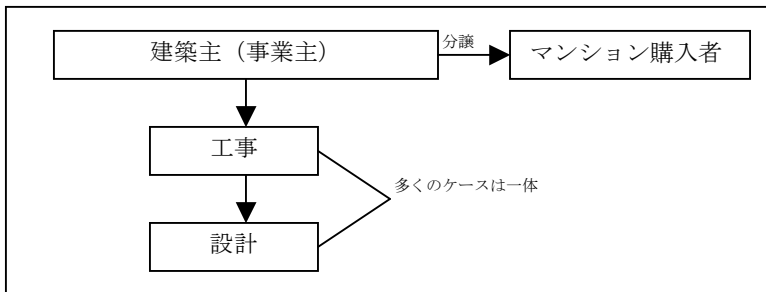 建築主（事業主）
分譲
マンション購入者
工事
多くのケースは一体
設計